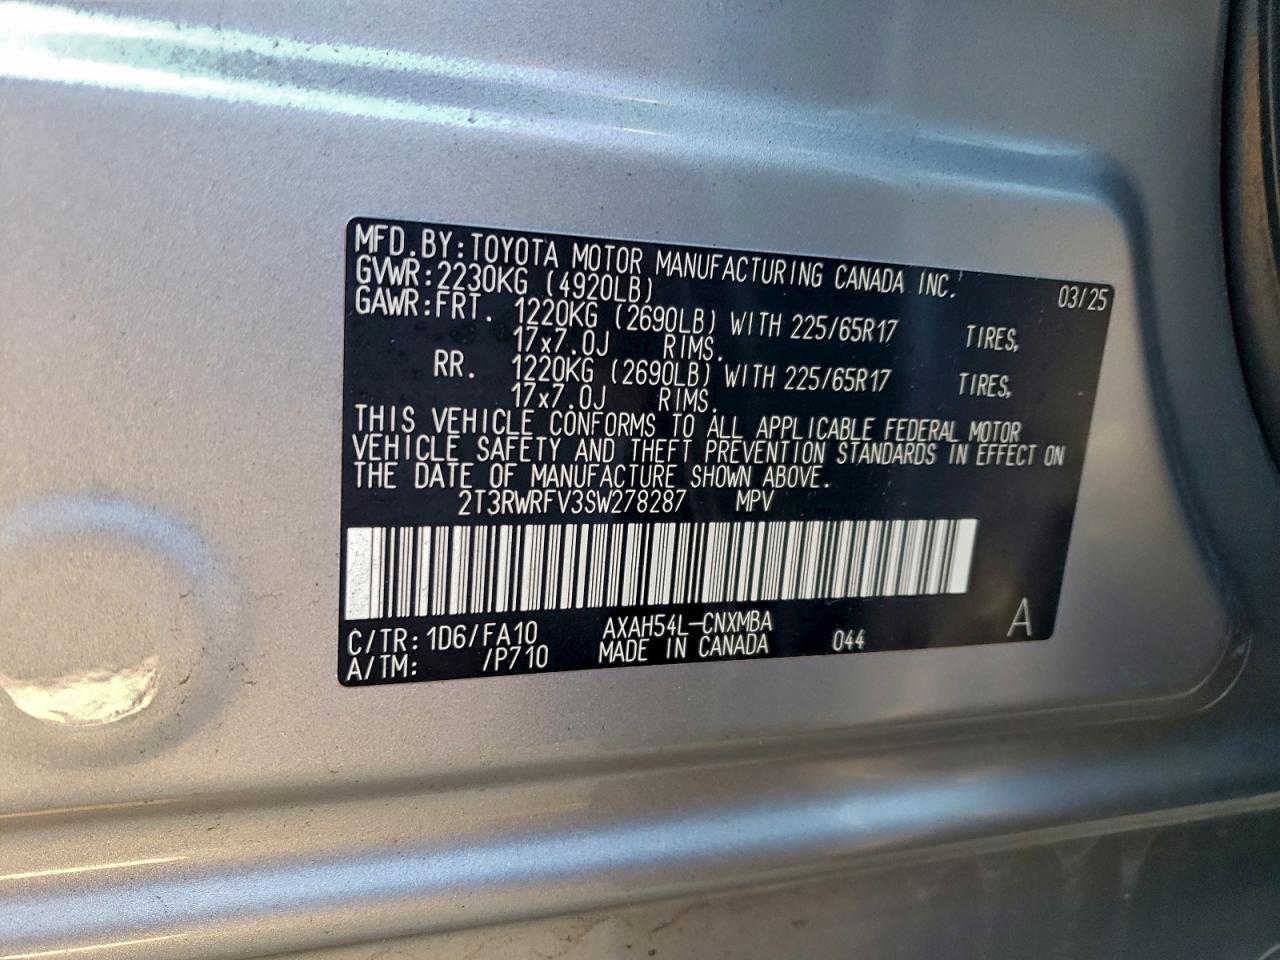 MFD.BY:TOYOTA MOTOR MANUFACTURING CANADA INC. 03/25
GVWR:2230KG (4920LB)
GAWR:FRT. 1220KG (2690LB) WITH 225/65R17 TIRES,
17x7.0J RIMS.
RR. 1220KG (2690LB) WITH 225/65R17 TIRES,
17x7.0J RIMS.
THIS VEHICLE CONFORMS TO ALL APPLICABLE FEDERAL MOTOR
VEHICLE SAFETY AND THEFT PREVENTION STANDARDS IN EFFECT ON
THE DATE OF MANUFACTURE SHOWN ABOVE.
2T3RWRFV3SW278287 MPV
C/TR: 1D6/FA10 AXAH54L-CNXMBA 044 A
A/TM: /P710 MADE IN CANADA